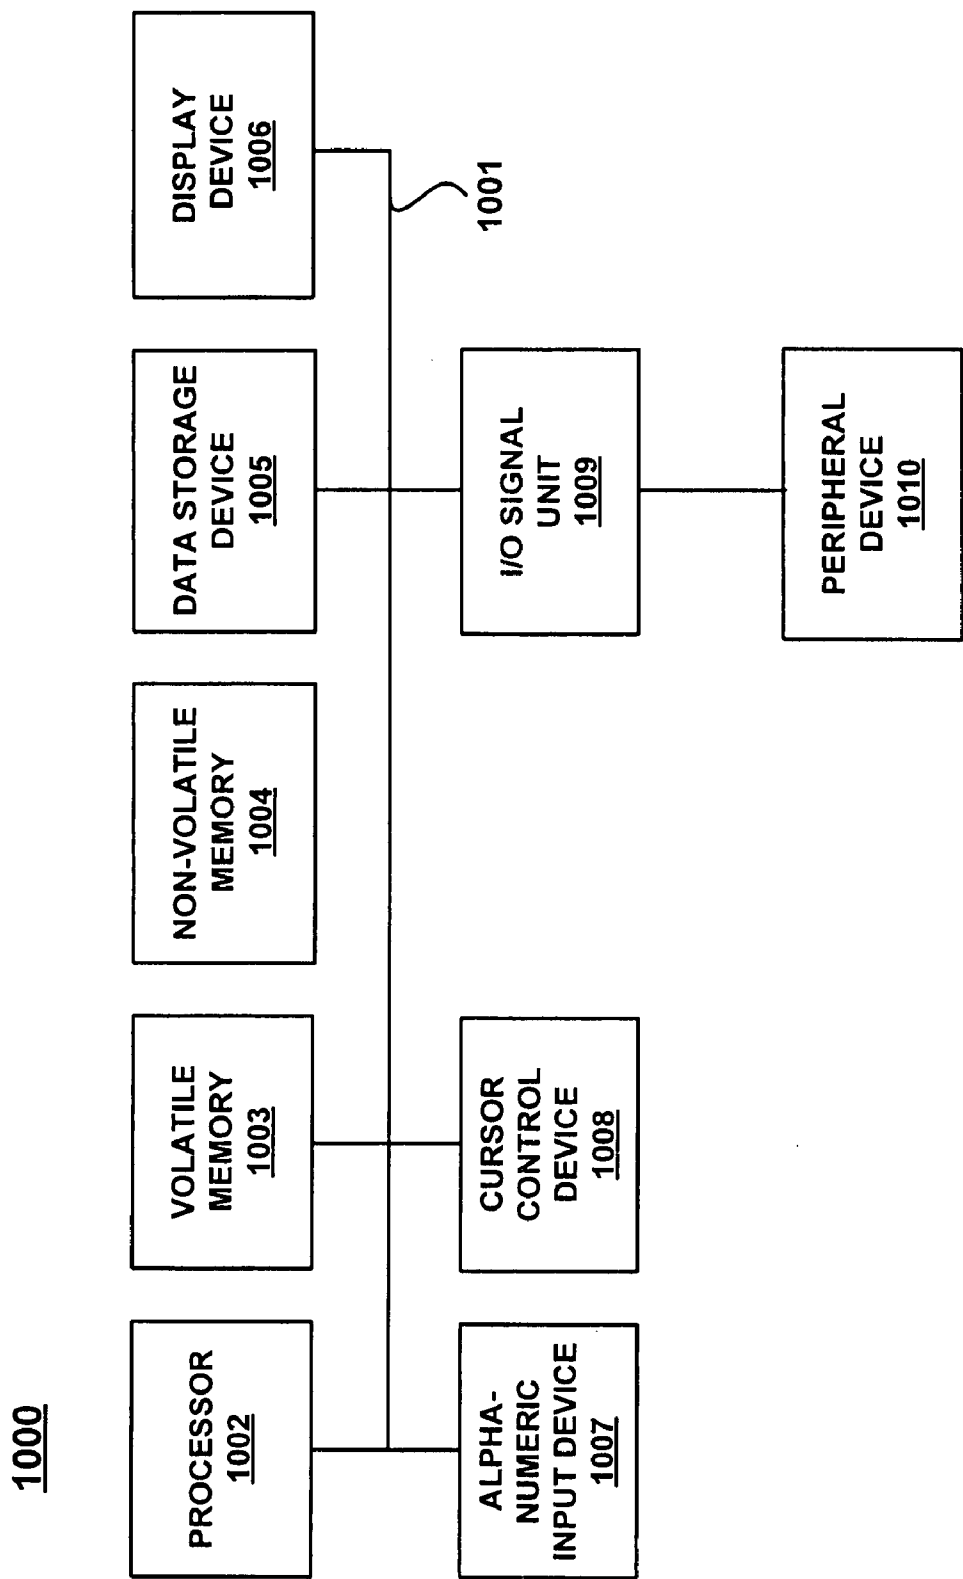 1000
PROCESSOR
1002
VOLATILE
MEMORY
1003
NON-VOLATILE
MEMORY
1004
DATA STORAGE
DEVICE
1005
DISPLAY
DEVICE
1006
1001
ALPHA-
NUMERIC
INPUT DEVICE
1007
CURSOR
CONTROL
DEVICE
1008
I/O SIGNAL
UNIT
1009
PERIPHERAL
DEVICE
1010